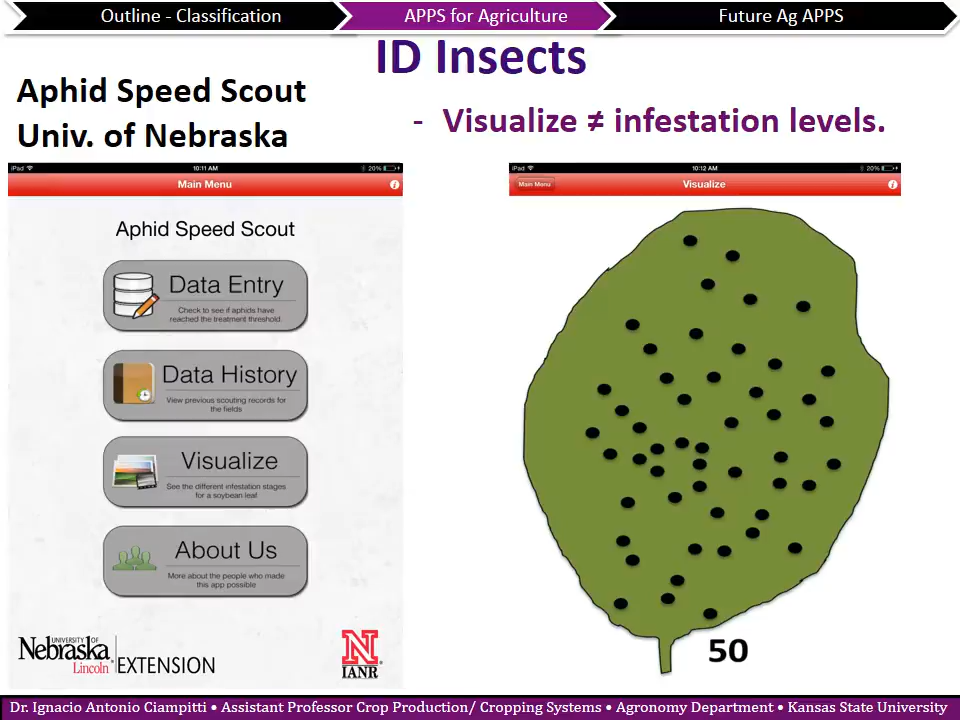 Outline - Classification
APPS for Agriculture
Future Ag APPS
ID Insects
Aphid Speed Scout
Univ. of Nebraska
- Visualize ≠ infestation levels.
iPad 10:11 AM 20%
Main Menu
Aphid Speed Scout
Data Entry
Check to see if aphids have
reached the treatment threshold
Data History
View previous scouting records for
the fields
Visualize
See the different infestation stages
for a soybean leaf
About Us
More about the people who made
this app possible
UNIVERSITY OF
Nebraska
Lincoln
EXTENSION
N
IANR
iPad 10:12 AM 20%
Main Menu Visualize
50
Dr. Ignacio Antonio Ciampitti • Assistant Professor Crop Production/ Cropping Systems • Agronomy Department • Kansas State University